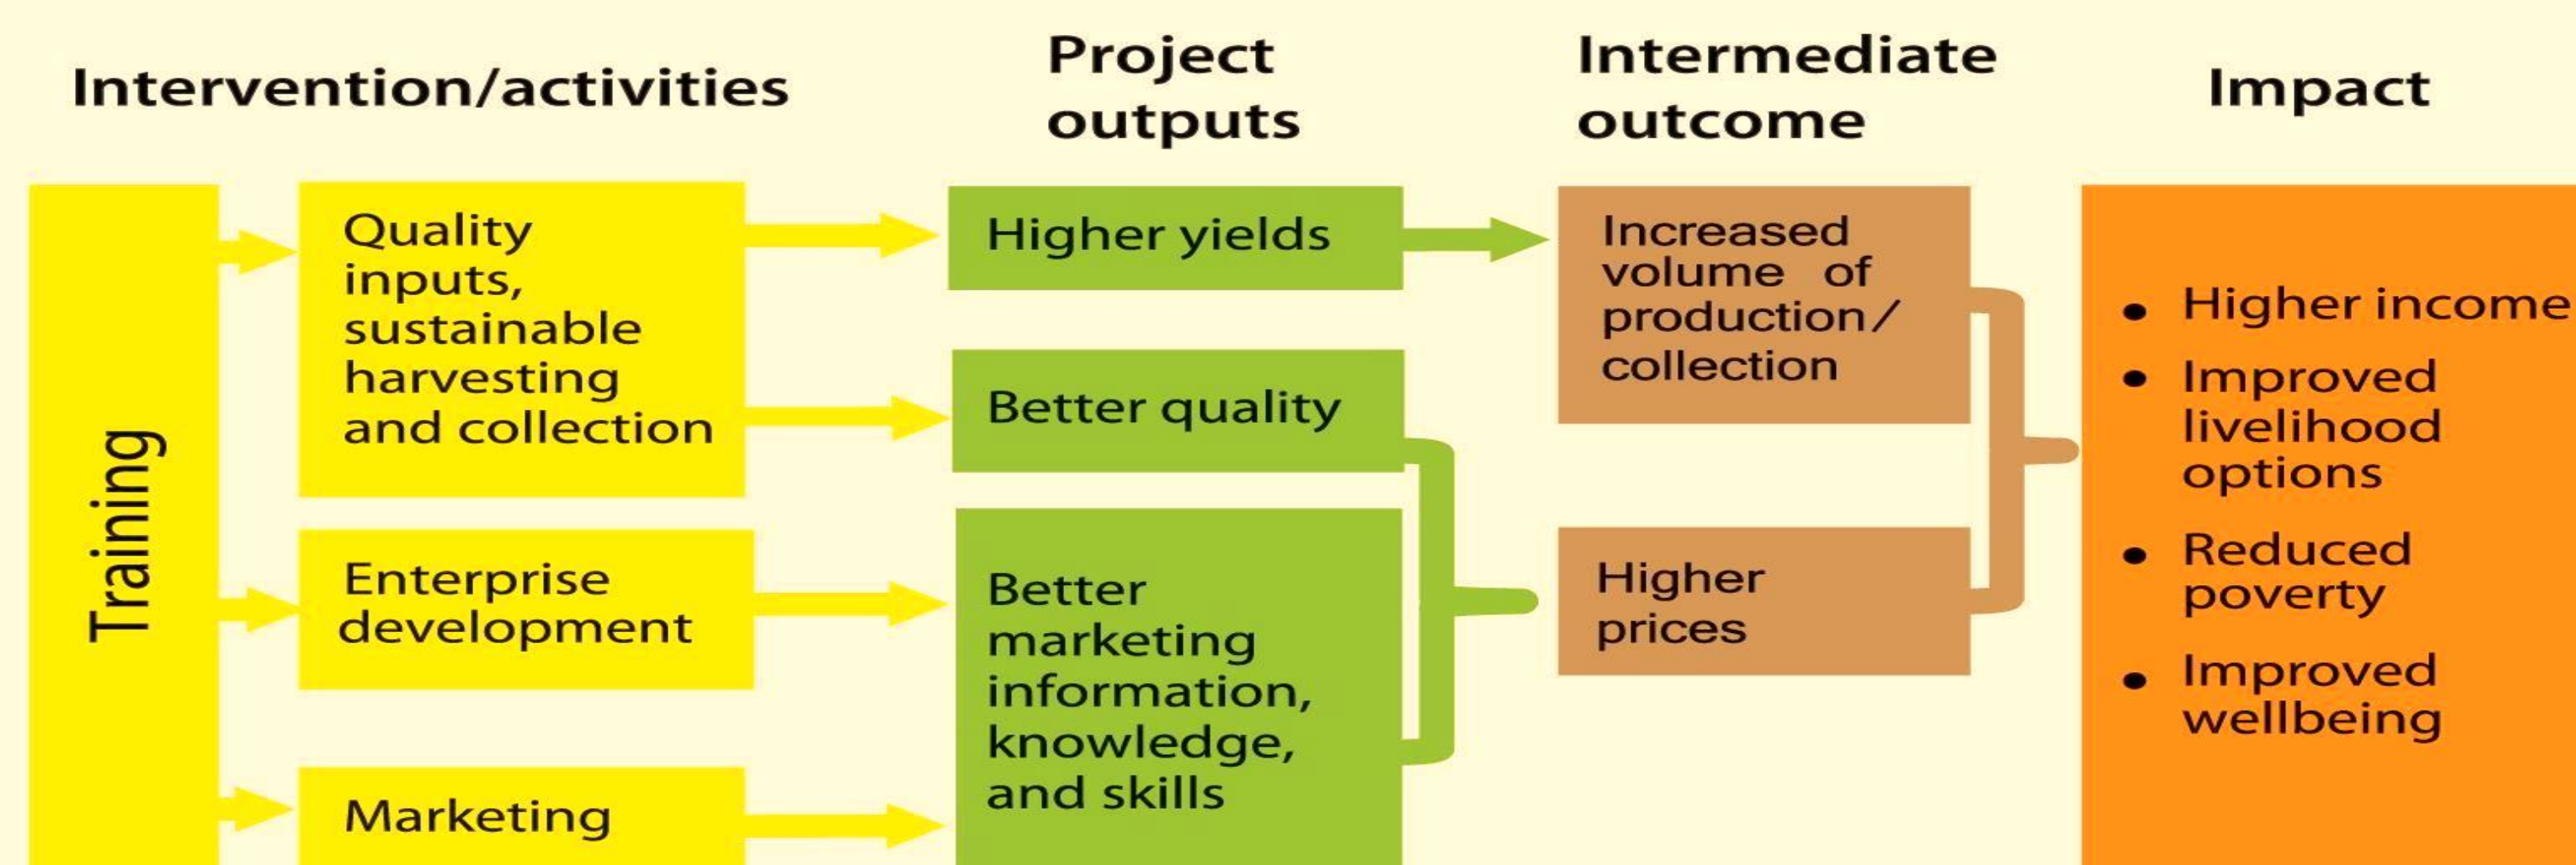 Intervention/activities
Project
outputs
Intermediate
outcome
Impact
Training
Quality
inputs,
sustainable
harvesting
and collection
Enterprise
development
Marketing
Higher yields
Better quality
Better
marketing
information,
knowledge,
and skills
Increased
volume of
production/
collection
Higher
prices
• Higher income
• Improved
livelihood
options
• Reduced
poverty
• Improved
wellbeing